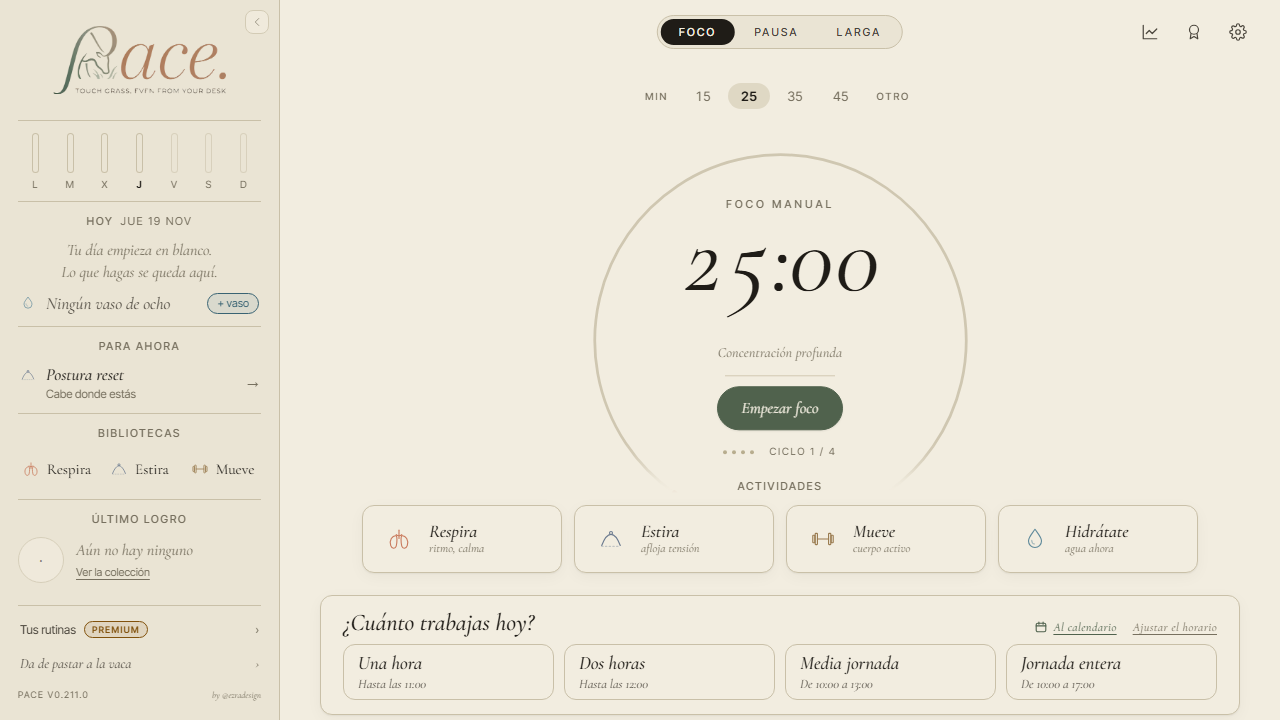 Pace.
TOUCH GRASS. EVEN FROM YOUR DESK
L M X J V S D
HOY JUE 19 NOV
Tu día empieza en blanco.
Lo que hagas se queda aquí.
Ningún vaso de ocho
+ vaso
PARA AHORA
Postura reset
Cabe donde estás
→
BIBLIOTECAS
Respira Estira Mueve
ÚLTIMO LOGRO
Aún no hay ninguno
Ver la colección
Tus rutinas PREMIUM ›
Da de pastar a la vaca ›
PACE V0.211.0 by @ezradesign
FOCO PAUSA LARGA
MIN 15 25 35 45 OTRO
FOCO MANUAL
25:00
Concentración profunda
Empezar foco
CICLO 1 / 4
ACTIVIDADES
Respira
ritmo, calma
Estira
afloja tensión
Mueve
cuerpo activo
Hidrátate
agua ahora
¿Cuánto trabajas hoy?
Al calendario Ajustar el horario
Una hora
Hasta las 11:00
Dos horas
Hasta las 12:00
Media jornada
De 10:00 a 13:00
Jornada entera
De 10:00 a 17:00